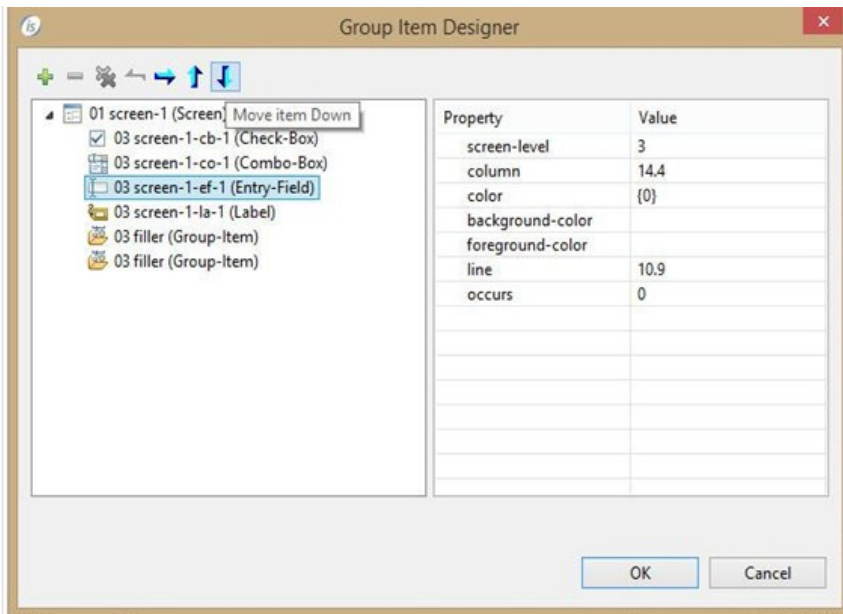 is
Group Item Designer
x
01 screen-1 (Screen)
Move item Down
03 screen-1-cb-1 (Check-Box)
03 screen-1-co-1 (Combo-Box)
03 screen-1-ef-1 (Entry-Field)
03 screen-1-la-1 (Label)
03 filler (Group-Item)
03 filler (Group-Item)
Property Value
screen-level 3
column 14.4
color {0}
background-color
foreground-color
line 10.9
occurs 0
OK Cancel